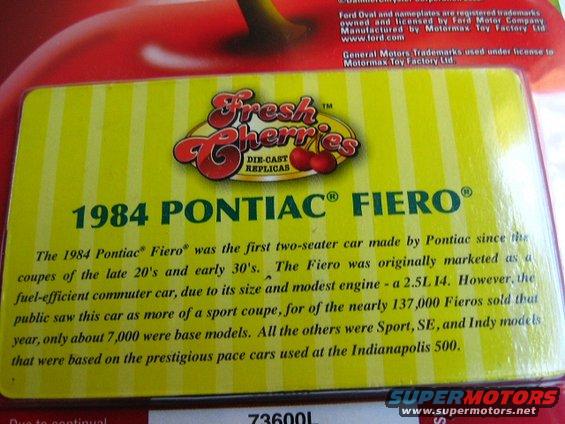 Ford Oval and nameplates are registered trademarks
owned and licensed by Ford Motor Company
Manufactured by Motormax Toy Factory Ltd
www.ford.com
General Motors Trademarks used under license to
Motormax Toy Factory Ltd.
Fresh Cherries™
DIE-CAST
REPLICAS
1984 PONTIAC® FIERO®
The 1984 Pontiac® Fiero® was the first two-seater car made by Pontiac since the
coupes of the late 20's and early 30's. The Fiero was originally marketed as a
fuel-efficient commuter car, due to its size and modest engine - a 2.5L I4. However, the
public saw this car as more of a sport coupe, for of the nearly 137,000 Fieros sold that
year, only about 7,000 were base models. All the others were Sport, SE, and Indy models
that were based on the prestigious pace cars used at the Indianapolis 500.
Due to continual
73600L
SUPERMOTORS
www.supermotors.net